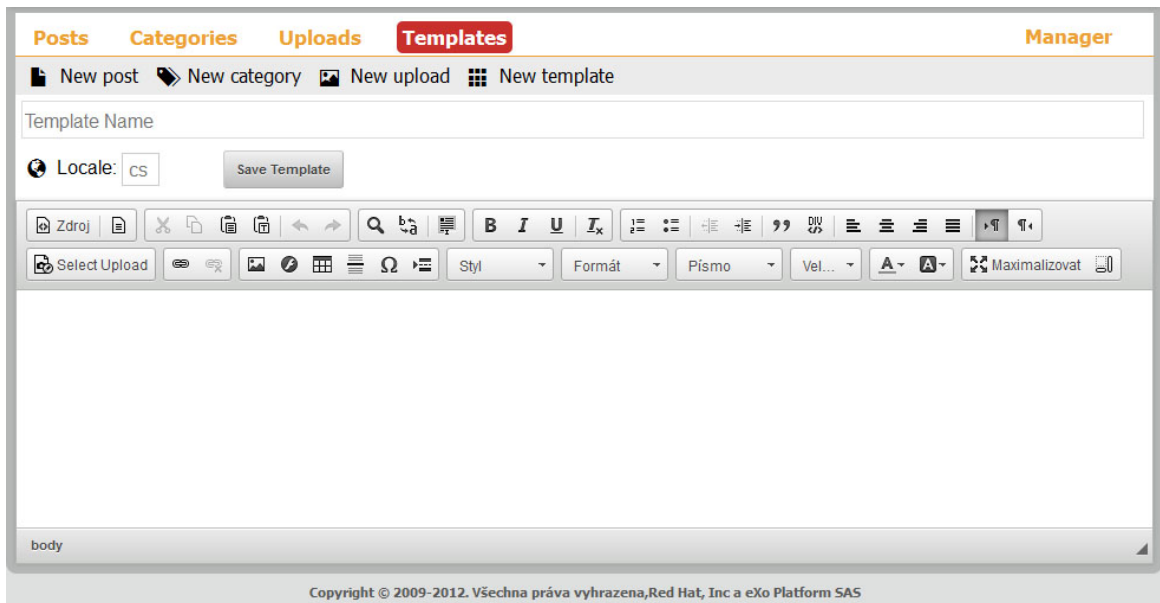 Posts Categories Uploads Templates Manager
New post New category New upload New template
Template Name
Locale: cs Save Template
Zdroj
Select Upload Styl Formát Písmo Vel... Maximalizovat
body
Copyright © 2009-2012. Všechna práva vyhrazena,Red Hat, Inc a eXo Platform SAS